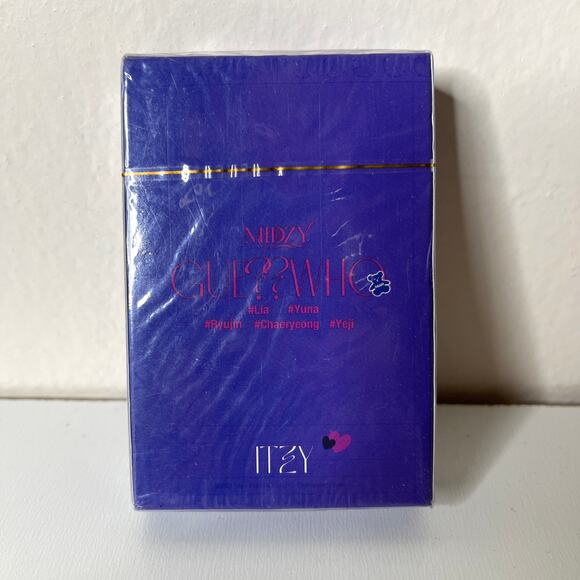 MIDZY
GUE??WHO
#Lia #Yuna
#Ryujin #Chaeryeong #Yeji
ITZY